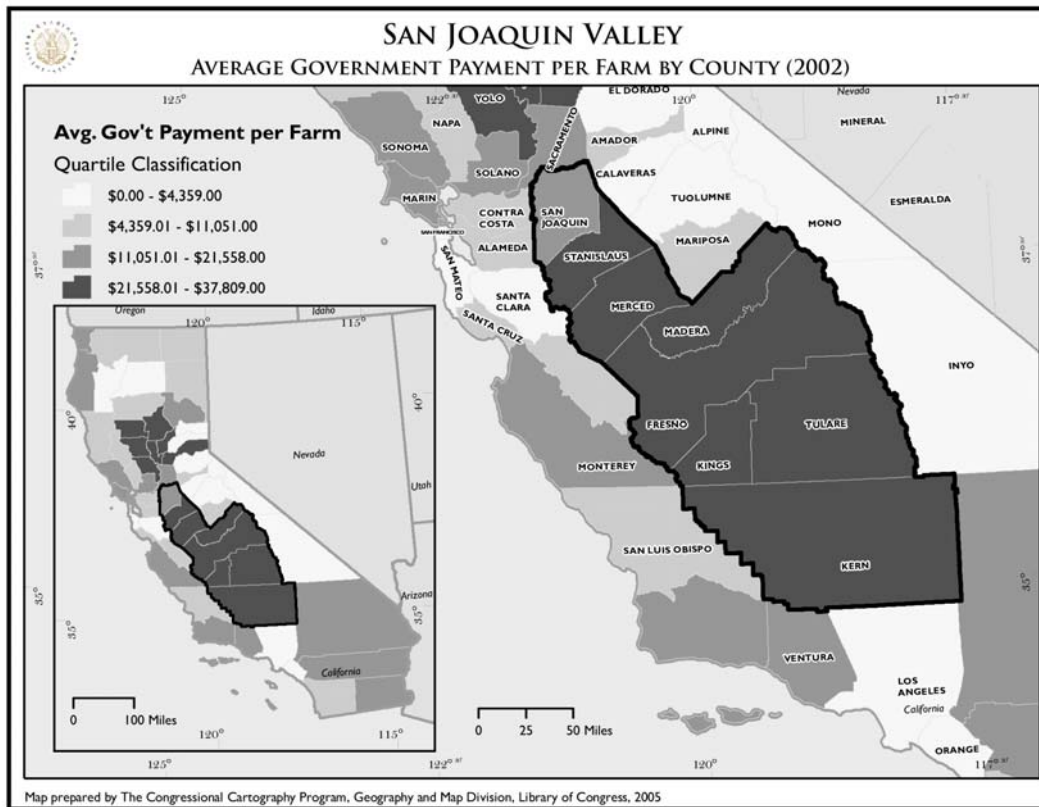 SAN JOAQUIN VALLEY
AVERAGE GOVERNMENT PAYMENT PER FARM BY COUNTY (2002)
125°
120°
Avg. Gov't Payment per Farm
Quartile Classification
$0.00 - $4,359.00
$4,359.01 - $11,051.00
$11,051.01 - $21,558.00
$21,558.01 - $37,809.00
YOLO
EL DORADO
Nevada
MINERAL
NAPA
SACRAMENTO
ALPINE
SONOMA
AMADOR
SOLANO
CALAVERAS
MARIN
TUOLUMNE
ESMERALDA
CONTRA COSTA
SAN JOAQUIN
MONO
SAN FRANCISCO
ALAMEDA
STANISLAUS
MARIPOSA
SAN MATEO
SANTA CLARA
MERCED
SANTA CRUZ
MADERA
INYO
FRESNO
TULARE
MONTEREY
KINGS
SAN LUIS OBISPO
KERN
VENTURA
LOS ANGELES
California
ORANGE
Oregon
Idaho
120°
115°
40°
40°
Nevada
Utah
35°
35°
Arizona
California
0 100 Miles
120°
115°
0 25 50 Miles
35°
125°
120°
Map prepared by The Congressional Cartography Program, Geography and Map Division, Library of Congress, 2005